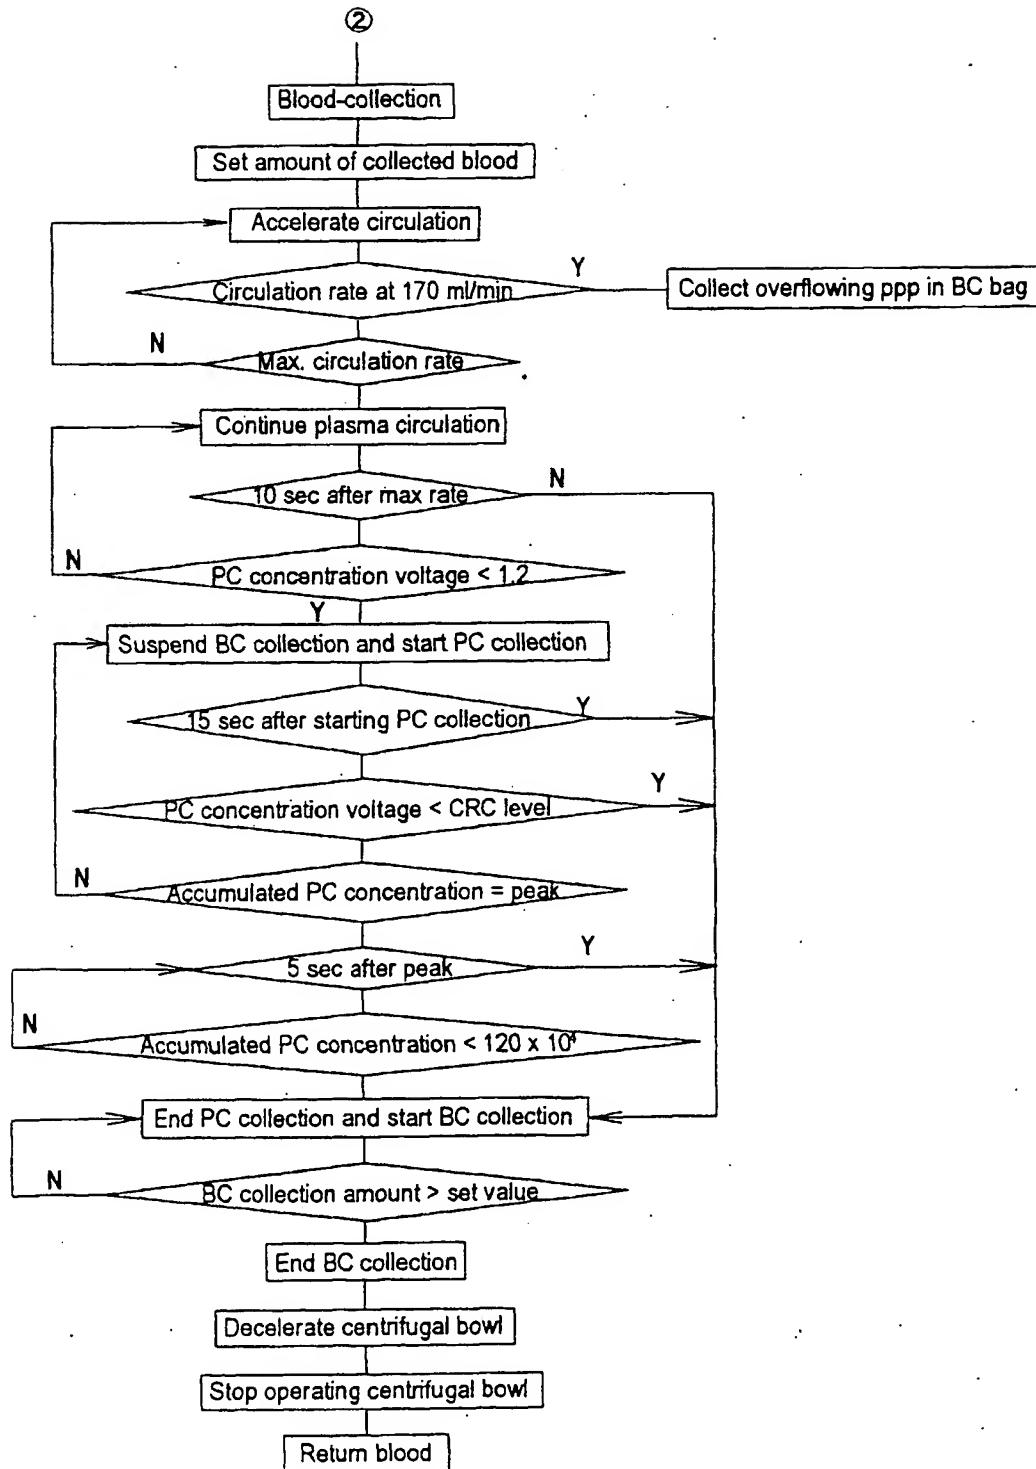 ②
Blood-collection
Set amount of collected blood
Accelerate circulation
Y
Circulation rate at 170 ml/min
Collect overflowing ppp in BC bag
N
Max. circulation rate
Continue plasma circulation
N
10 sec after max rate
N
PC concentration voltage < 1.2
Y
Suspend BC collection and start PC collection
Y
15 sec after starting PC collection
Y
PC concentration voltage < CRC level
N
Accumulated PC concentration = peak
Y
5 sec after peak
N
Accumulated PC concentration < 120 x 10⁴
End PC collection and start BC collection
N
BC collection amount > set value
End BC collection
Decelerate centrifugal bowl
Stop operating centrifugal bowl
Return blood